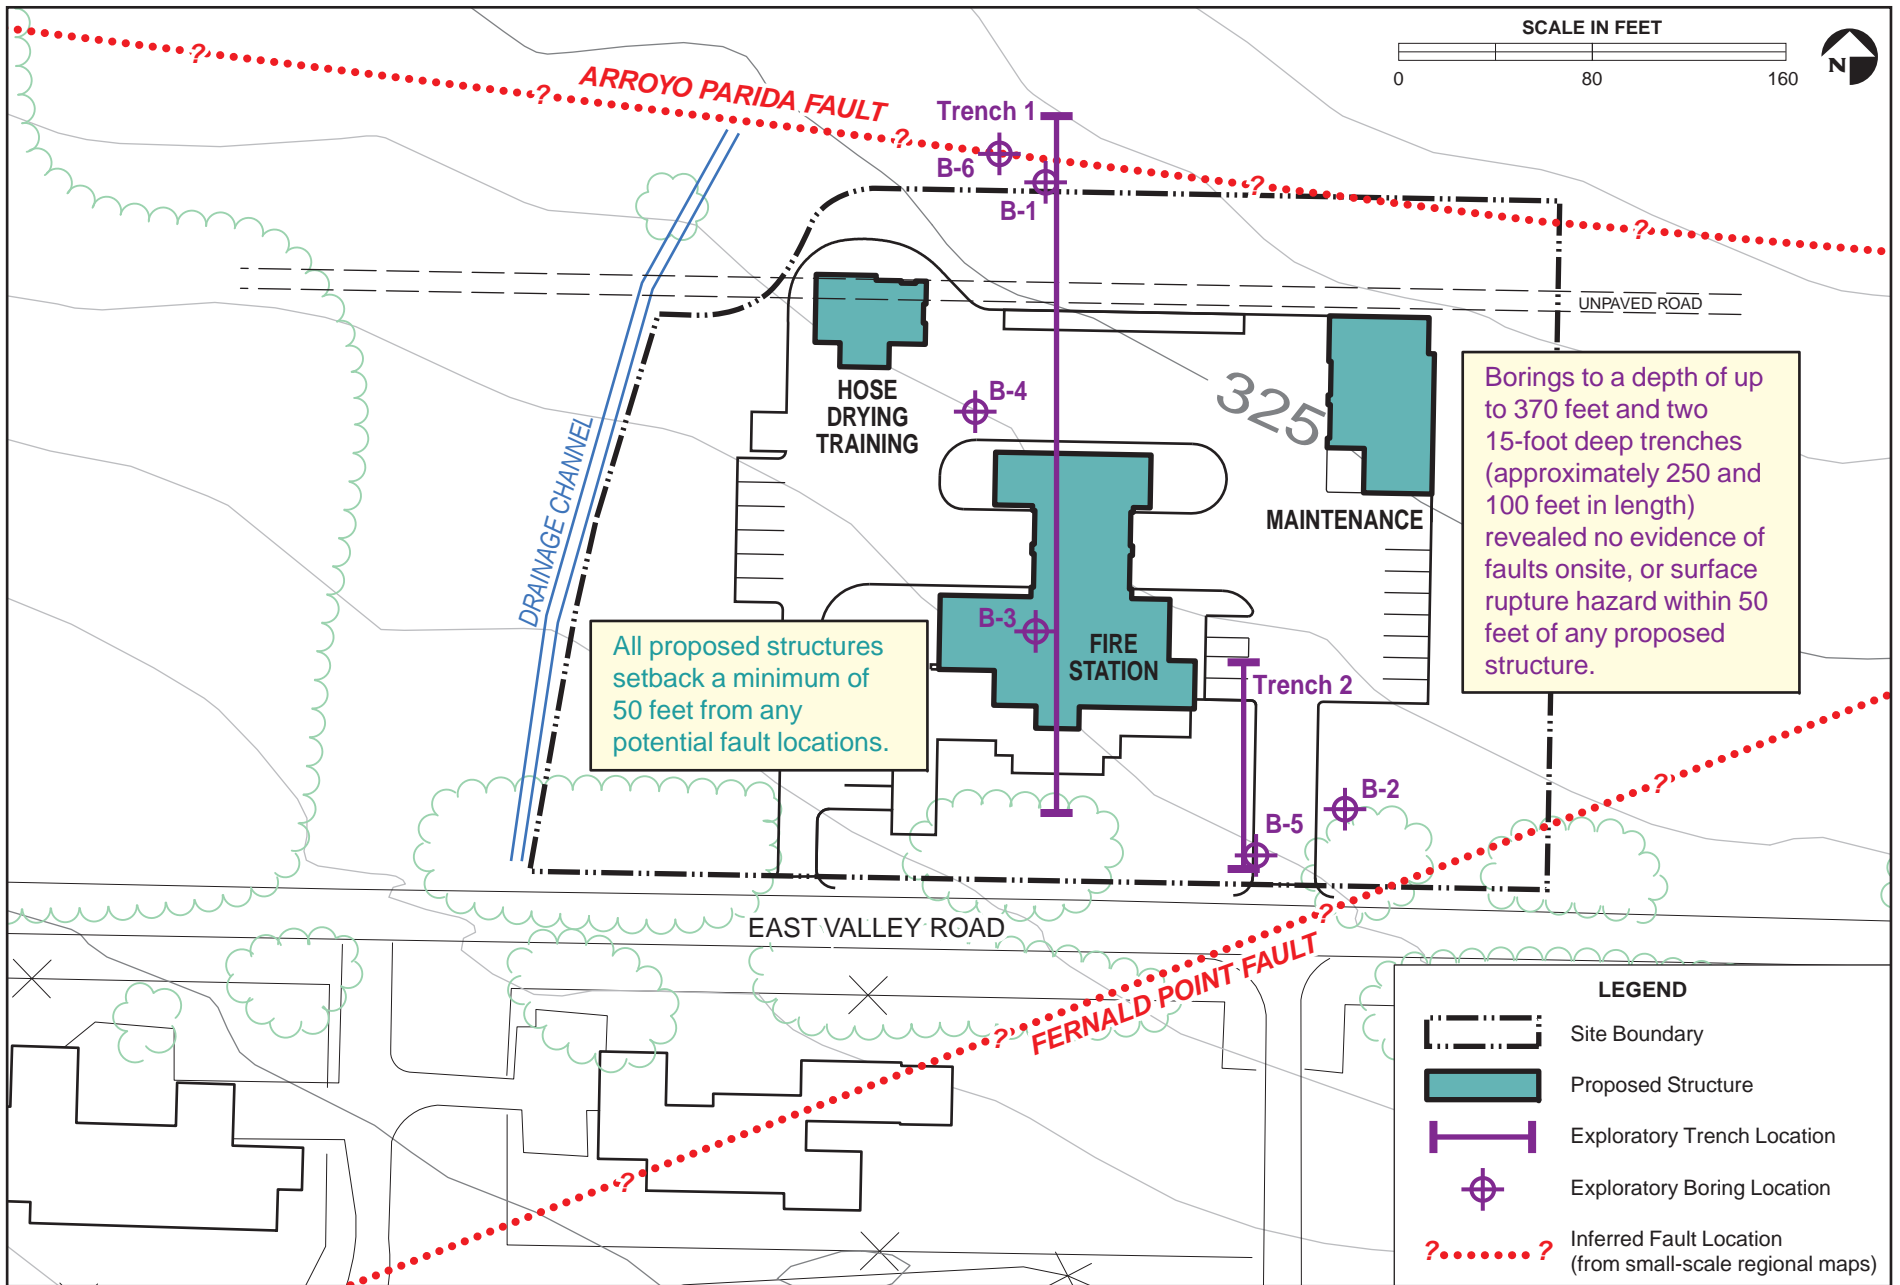 SCALE IN FEET
0 80 160
N
ARROYO PARIDA FAULT
? ? ? ? ?
Trench 1
B-6
B-1
UNPAVED ROAD
HOSE
DRYING
TRAINING
B-4
325
MAINTENANCE
Borings to a depth of up
to 370 feet and two
15-foot deep trenches
(approximately 250 and
100 feet in length)
revealed no evidence of
faults onsite, or surface
rupture hazard within 50
feet of any proposed
structure.
DRAINAGE CHANNEL
B-3
FIRE
STATION
All proposed structures
setback a minimum of
50 feet from any
potential fault locations.
Trench 2
B-2
B-5
EAST VALLEY ROAD
FERNALD POINT FAULT
? ? ? ?
LEGEND
Site Boundary
Proposed Structure
Exploratory Trench Location
Exploratory Boring Location
? ? Inferred Fault Location
(from small-scale regional maps)